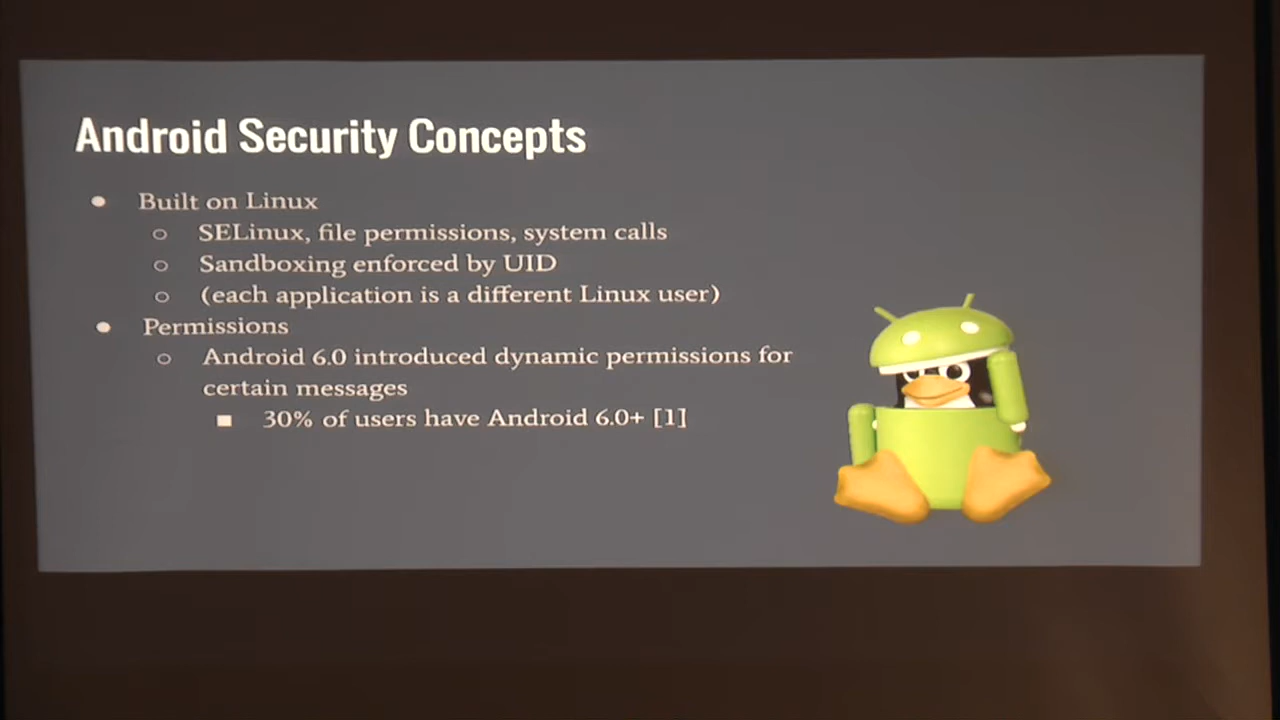 Android Security Concepts
● Built on Linux
○ SELinux, file permissions, system calls
○ Sandboxing enforced by UID
○ (each application is a different Linux user)
● Permissions
○ Android 6.0 introduced dynamic permissions for
certain messages
■ 30% of users have Android 6.0+ [1]